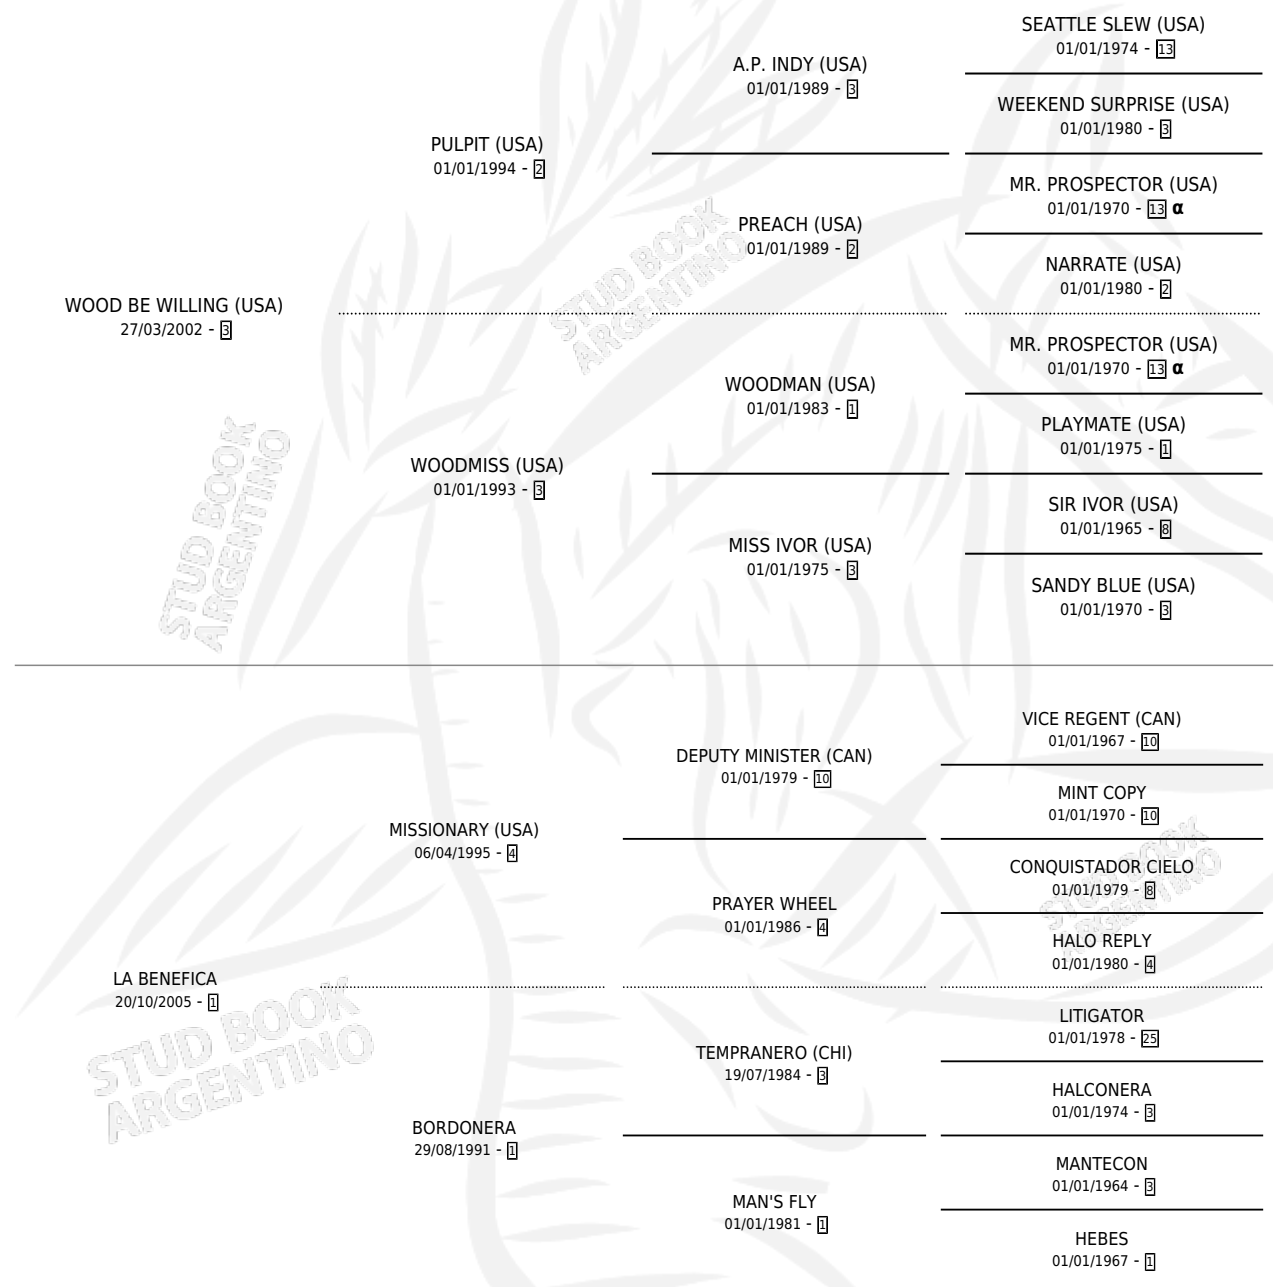 SEATTLE SLEW (USA)
01/01/1974 - 13
A.P. INDY (USA)
01/01/1989 - 3
WEEKEND SURPRISE (USA)
01/01/1980 - 3
PULPIT (USA)
01/01/1994 - 2
MR. PROSPECTOR (USA)
01/01/1970 - 13 α
PREACH (USA)
01/01/1989 - 2
NARRATE (USA)
01/01/1980 - 2
WOOD BE WILLING (USA)
27/03/2002 - 3
MR. PROSPECTOR (USA)
01/01/1970 - 13 α
WOODMAN (USA)
01/01/1983 - 1
PLAYMATE (USA)
01/01/1975 - 1
WOODMISS (USA)
01/01/1993 - 3
SIR IVOR (USA)
01/01/1965 - 8
MISS IVOR (USA)
01/01/1975 - 3
SANDY BLUE (USA)
01/01/1970 - 3
VICE REGENT (CAN)
01/01/1967 - 10
DEPUTY MINISTER (CAN)
01/01/1979 - 10
MINT COPY
01/01/1970 - 10
MISSIONARY (USA)
06/04/1995 - 4
CONQUISTADOR CIELO
01/01/1979 - 8
PRAYER WHEEL
01/01/1986 - 4
HALO REPLY
01/01/1980 - 4
LA BENEFICA
20/10/2005 - 1
LITIGATOR
01/01/1978 - 25
TEMPRANERO (CHI)
19/07/1984 - 3
HALCONERA
01/01/1974 - 3
BORDONERA
29/08/1991 - 1
MANTECON
01/01/1964 - 3
MAN'S FLY
01/01/1981 - 1
HEBES
01/01/1967 - 1
STUD BOOK
ARGENTINO
STUD BOOK
ARGENTINO
STUD BOOK
ARGENTINO
STUD BOOK
ARGENTINO